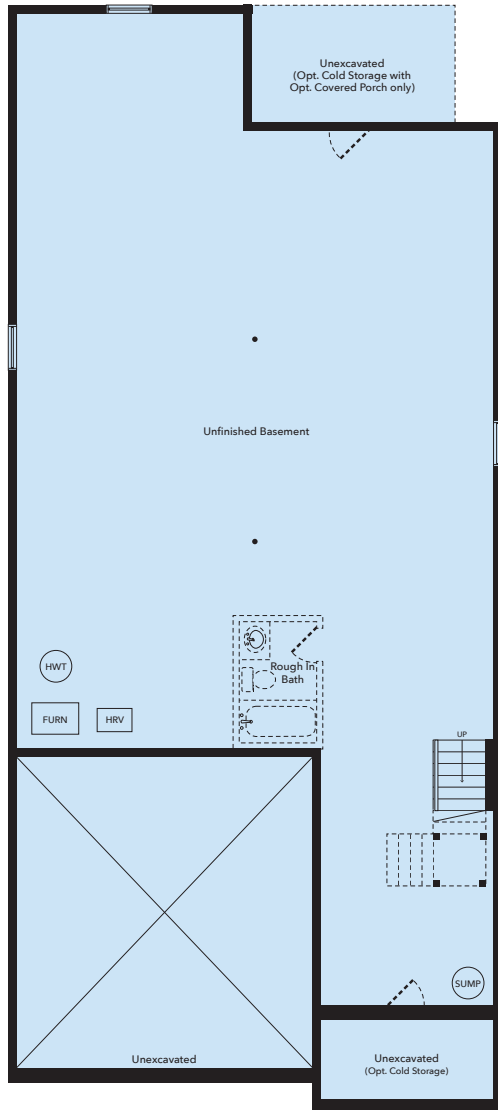 Unexcavated
(Opt. Cold Storage with
Opt. Covered Porch only)
Unfinished Basement
HWT
Rough In
Bath
FURN
HRV
UP
SUMP
Unexcavated
Unexcavated
(Opt. Cold Storage)